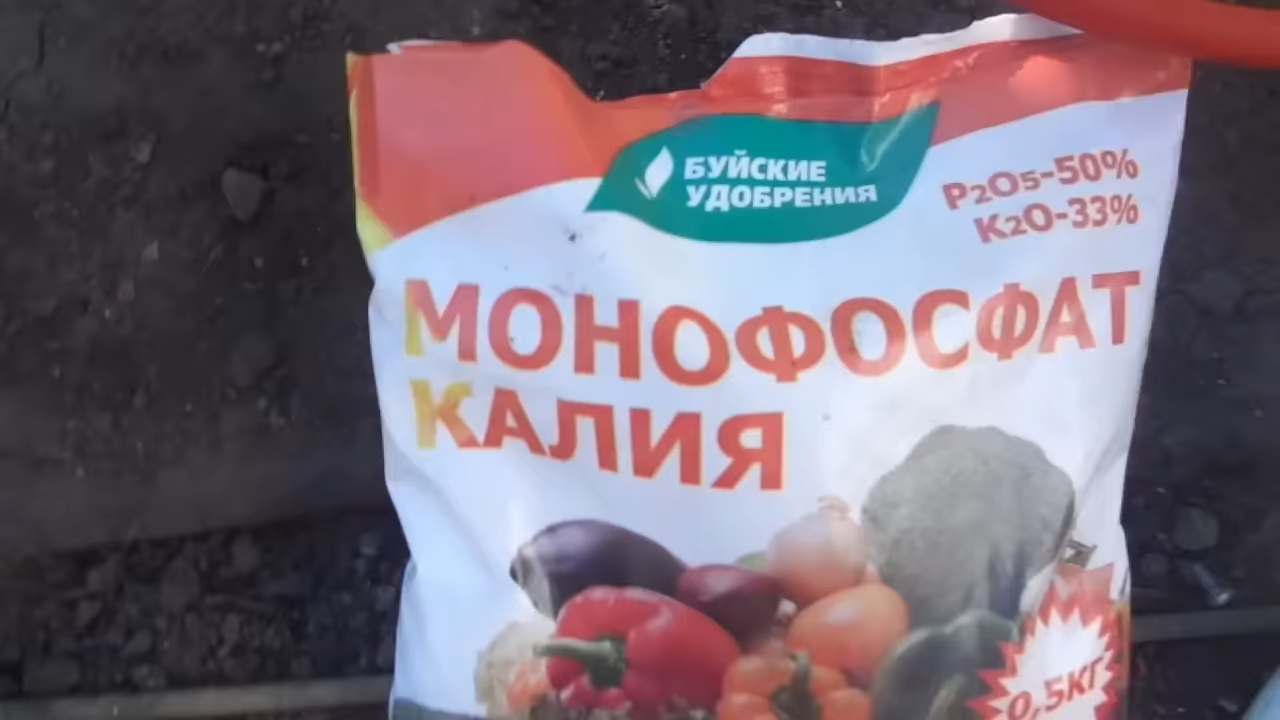 БУЙСКИЕ
УДОБРЕНИЯ
P2O5-50%
K2O-33%
МОНОФОСФАТ
КАЛИЯ
0,5КГ